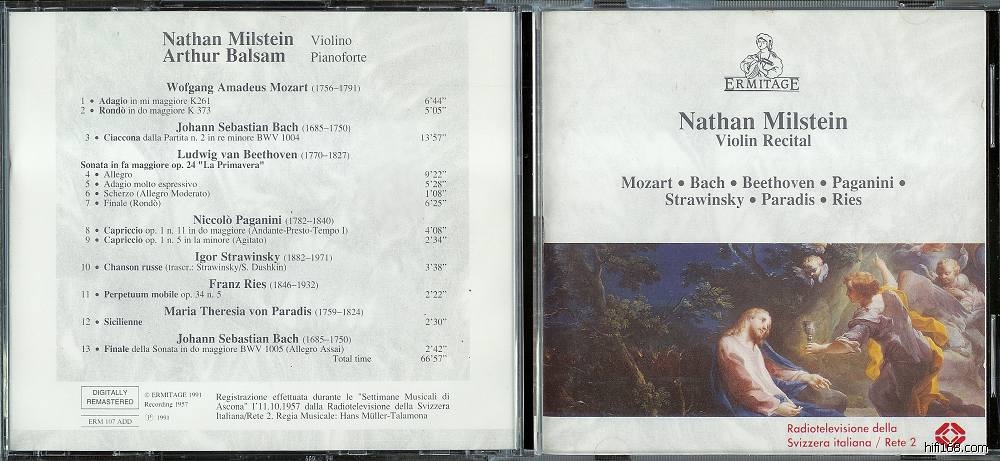 Nathan Milstein Violino
Arthur Balsam Pianoforte
Wofgang Amadeus Mozart (1756–1791)
1 • Adagio in mi maggiore K261 6'44"
2 • Rondò in do maggiore K 373 5'05"
Johann Sebastian Bach (1685–1750)
3 • Ciaccona dalla Partita n. 2 in re minore BWV 1004 13'57"
Ludwig van Beethoven (1770–1827)
Sonata in fa maggiore op. 24 "La Primavera"
4 • Allegro 9'22"
5 • Adagio molto espressivo 5'28"
6 • Scherzo (Allegro Moderato) 1'08"
7 • Finale (Rondò) 6'25"
Niccolò Paganini (1782–1840)
8 • Capriccio op. 1 n. 11 in do maggiore (Andante-Presto-Tempo I) 4'08"
9 • Capriccio op. 1 n. 5 in la minore (Agitato) 2'34"
Igor Strawinsky (1882–1971)
10 • Chanson russe (trascr.: Strawinsky/S. Dushkin) 3'38"
Franz Ries (1846–1932)
11 • Perpetuum mobile op. 34 n. 5 2'22"
Maria Theresia von Paradis (1759–1824)
12 • Sicilienne 2'30"
Johann Sebastian Bach (1685–1750)
13 • Finale della Sonata in do maggiore BWV 1005 (Allegro Assai) 2'42"
Total time 66'57"
DIGITALLY
REMASTERED
ERM 107 ADD
© ERMITAGE 1991
Recording 1957
℗ 1991
Registrazione effettuata durante le "Settimane Musicali di
Ascona" l'11.10.1957 dalla Radiotelevisione della Svizzera
Italiana/Rete 2, Regia Musicale: Hans Müller-Talamona
ERMITAGE
Nathan Milstein
Violin Recital
Mozart • Bach • Beethoven • Paganini •
Strawinsky • Paradis • Ries
Radiotelevisione della
Svizzera italiana / Rete 2
hifi168.com